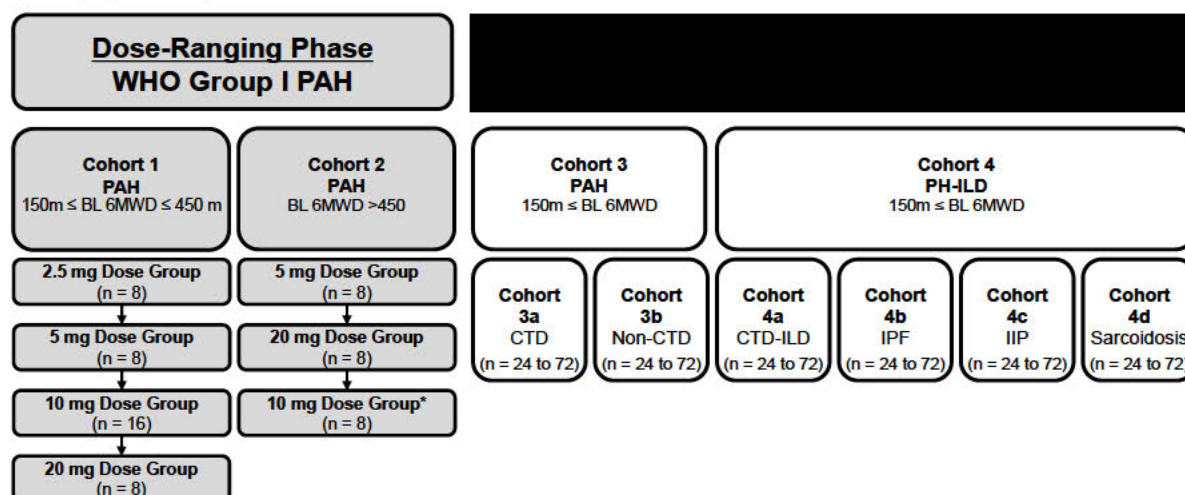 Dose-Ranging Phase
WHO Group I PAH
Cohort 1
PAH
150m ≤ BL 6MWD ≤ 450 m
Cohort 2
PAH
BL 6MWD >450
Cohort 3
PAH
150m ≤ BL 6MWD
Cohort 4
PH-ILD
150m ≤ BL 6MWD
2.5 mg Dose Group
(n = 8)
5 mg Dose Group
(n = 8)
10 mg Dose Group
(n = 16)
20 mg Dose Group
(n = 8)
5 mg Dose Group
(n = 8)
20 mg Dose Group
(n = 8)
10 mg Dose Group*
(n = 8)
Cohort
3a
CTD
(n = 24 to 72)
Cohort
3b
Non-CTD
(n = 24 to 72)
Cohort
4a
CTD-ILD
(n = 24 to 72)
Cohort
4b
IPF
(n = 24 to 72)
Cohort
4c
IIP
(n = 24 to 72)
Cohort
4d
Sarcoidosis
(n = 24 to 72)